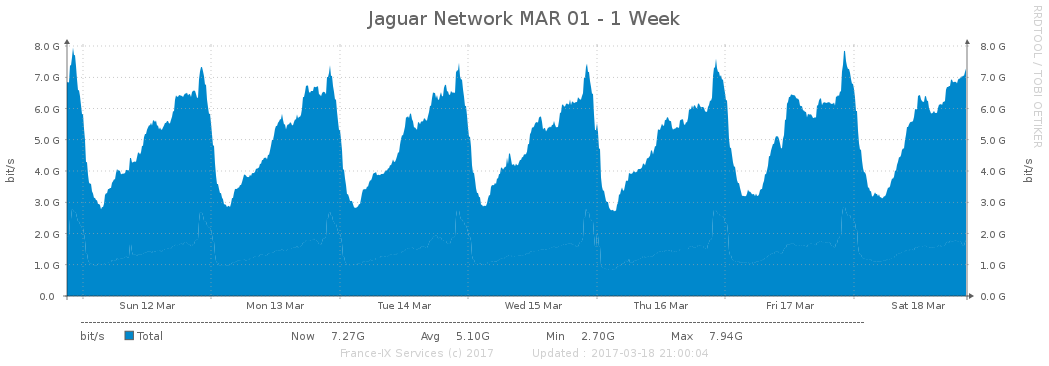 Jaguar Network MAR 01 - 1 Week
RRDTOOL / TOBI OETIKER
bit/s
8.0 G
7.0 G
6.0 G
5.0 G
4.0 G
3.0 G
2.0 G
1.0 G
0.0
8.0 G
7.0 G
6.0 G
5.0 G
4.0 G
3.0 G
2.0 G
1.0 G
0.0 G
bit/s
Sun 12 Mar Mon 13 Mar Tue 14 Mar Wed 15 Mar Thu 16 Mar Fri 17 Mar Sat 18 Mar
bit/s Total Now 7.27G Avg 5.10G Min 2.70G Max 7.94G
France-IX Services (c) 2017 Updated : 2017-03-18 21:00:04